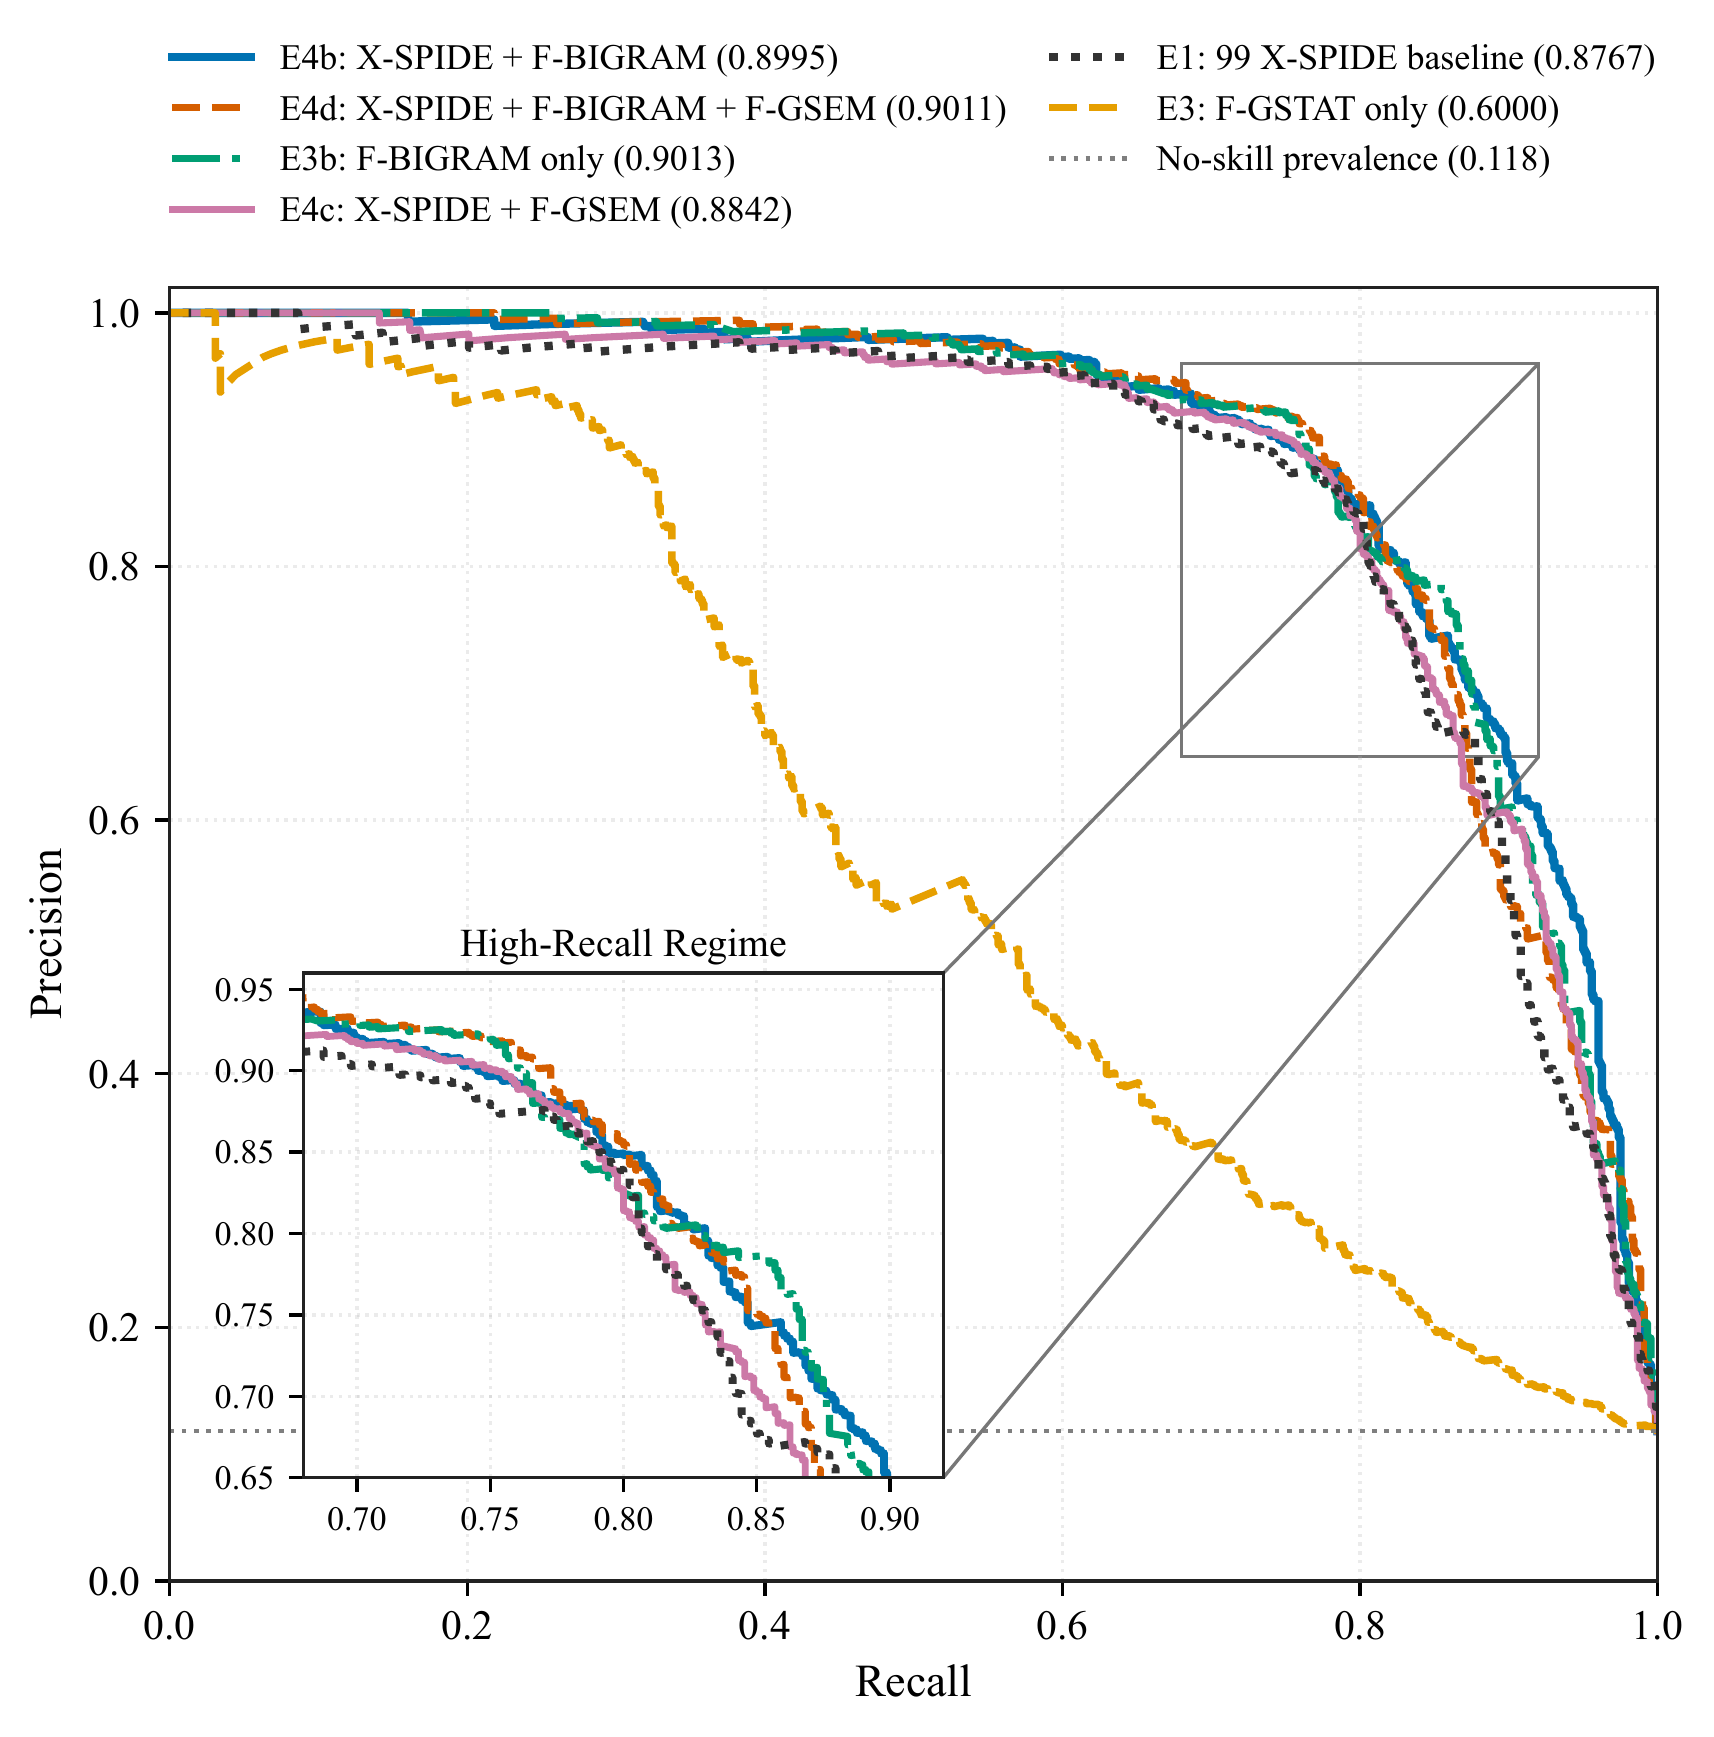 E4b: X-SPIDE + F-BIGRAM (0.8995)
E4d: X-SPIDE + F-BIGRAM + F-GSEM (0.9011)
E3b: F-BIGRAM only (0.9013)
E4c: X-SPIDE + F-GSEM (0.8842)
E1: 99 X-SPIDE baseline (0.8767)
E3: F-GSTAT only (0.6000)
No-skill prevalence (0.118)
1.0
0.8
0.6
0.4
0.2
0.0
Precision
High-Recall Regime
0.95
0.90
0.85
0.80
0.75
0.70
0.65
0.70 0.75 0.80 0.85 0.90
0.0 0.2 0.4 0.6 0.8 1.0
Recall